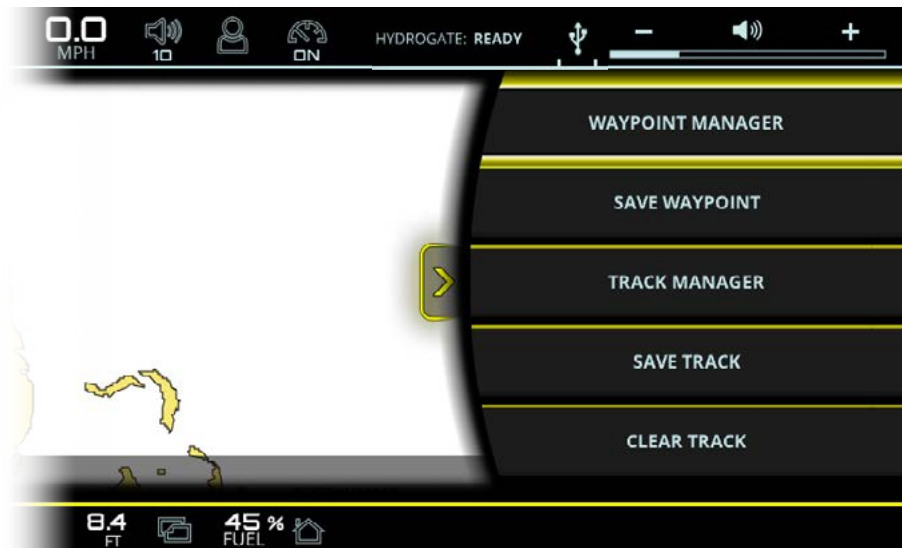 0.0
MPH
10
ON
HYDROGATE: READY
− +
WAYPOINT MANAGER
SAVE WAYPOINT
TRACK MANAGER
SAVE TRACK
CLEAR TRACK
8.4
FT
45 %
FUEL